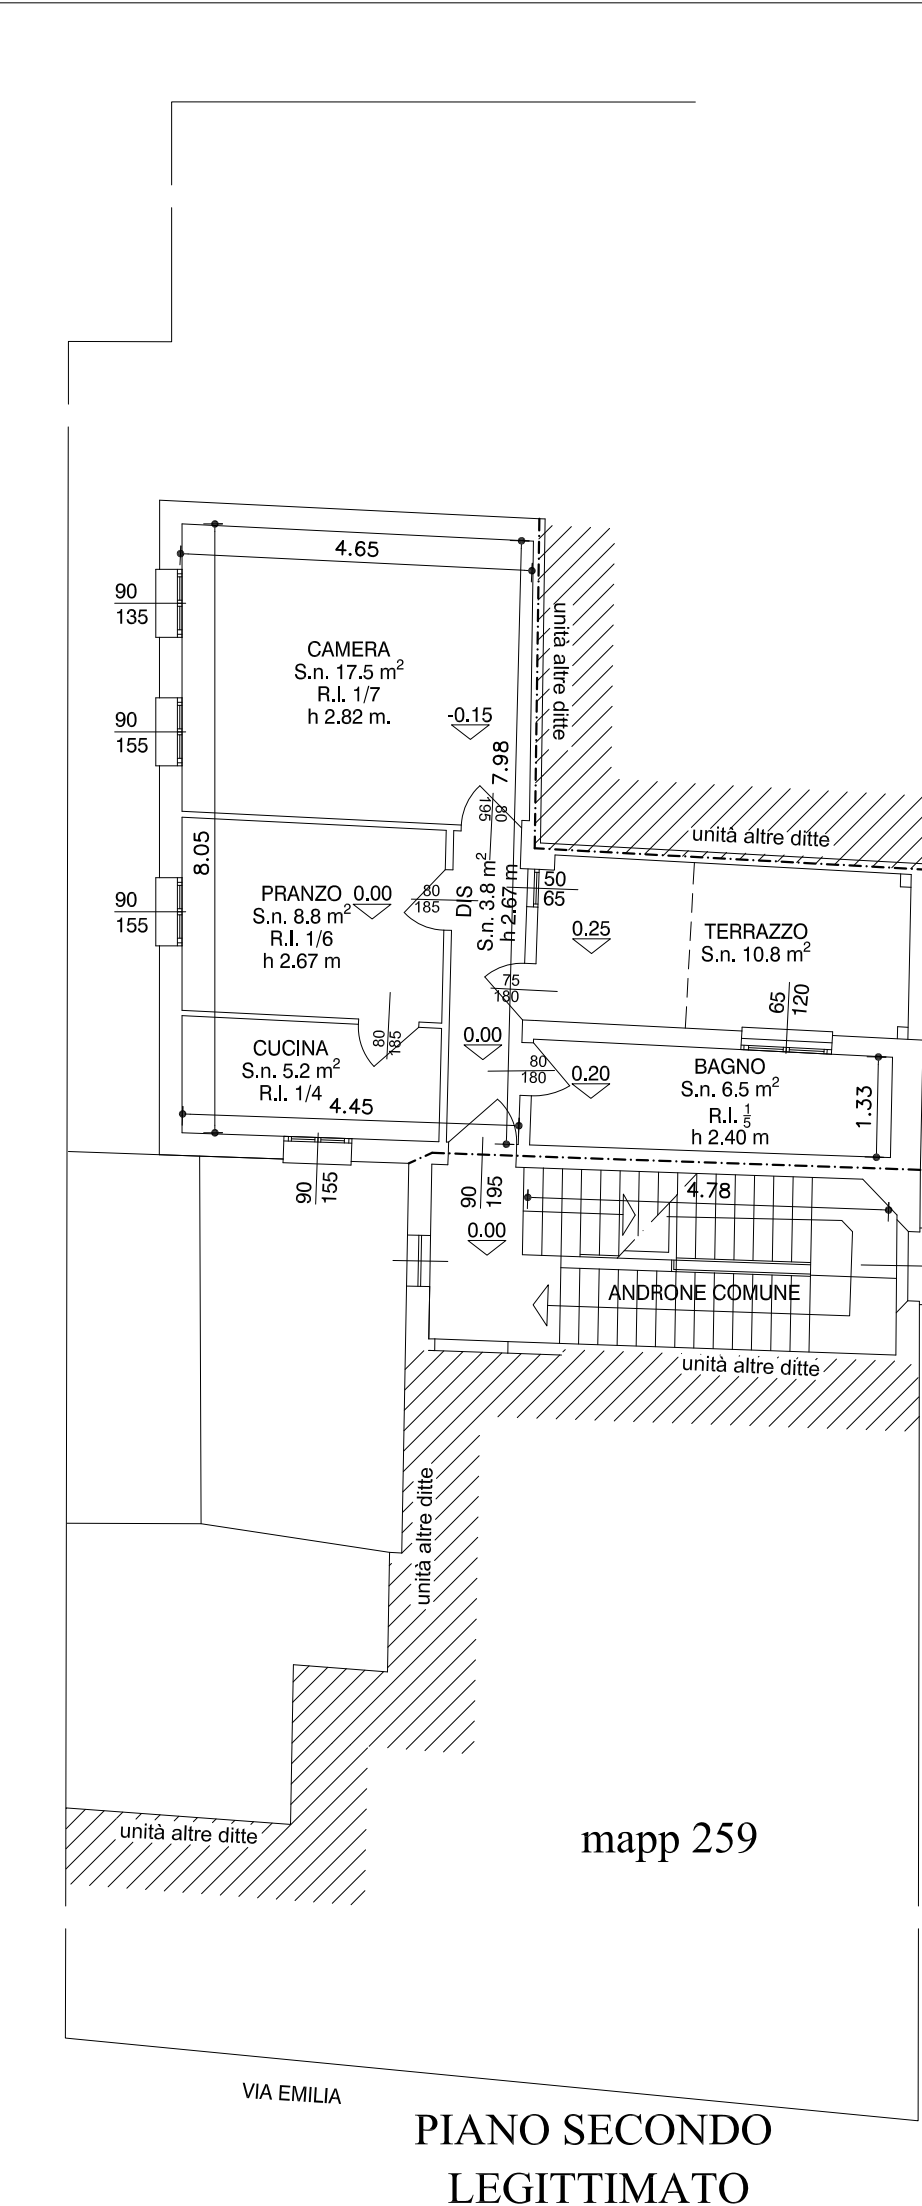 4.65
90
135
unità altre ditte
CAMERA
S.n. 17.5 m²
R.I. 1/7
h 2.82 m.
-0.15
90
155
7.98
80
195
unità altre ditte
8.05
90
155
PRANZO
S.n. 8.8 m²
R.I. 1/6
h 2.67 m
0.00
80
185
DIS
S.n. 3.8 m²
h 2.67 m
50
65
0.25
TERRAZZO
S.n. 10.8 m²
75
180
65
120
80
185
CUCINA
S.n. 5.2 m²
R.I. 1/4
0.00
80
180
0.20
BAGNO
S.n. 6.5 m²
R.I. 1/5
h 2.40 m
1.33
4.45
90
155
90
195
4.78
0.00
ANDRONE COMUNE
unità altre ditte
unità altre ditte
unità altre ditte
mapp 259
VIA EMILIA
PIANO SECONDO
LEGITTIMATO